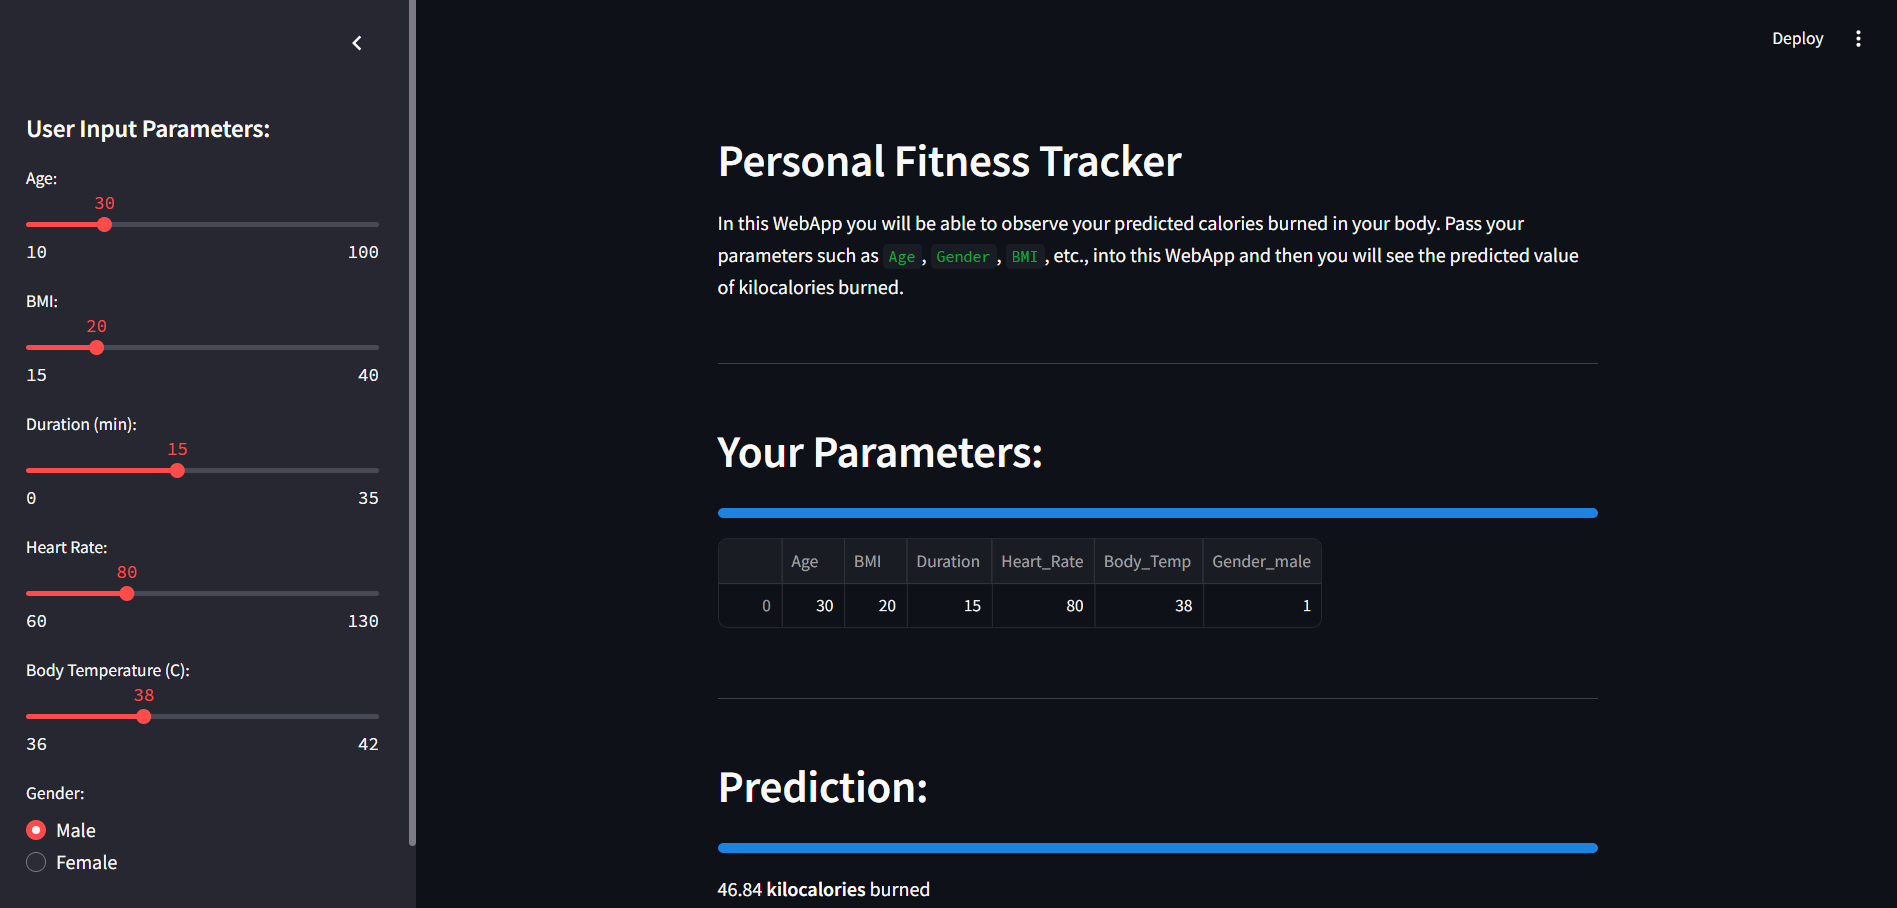 Deploy
User Input Parameters:
Age:
30
10 100
BMI:
20
15 40
Duration (min):
15
0 35
Heart Rate:
80
60 130
Body Temperature (C):
38
36 42
Gender:
Male
Female
Personal Fitness Tracker
In this WebApp you will be able to observe your predicted calories burned in your body. Pass your
parameters such as Age , Gender , BMI , etc., into this WebApp and then you will see the predicted value
of kilocalories burned.
Your Parameters:
Age BMI Duration Heart_Rate Body_Temp Gender_male
0 30 20 15 80 38 1
Prediction:
46.84 kilocalories burned